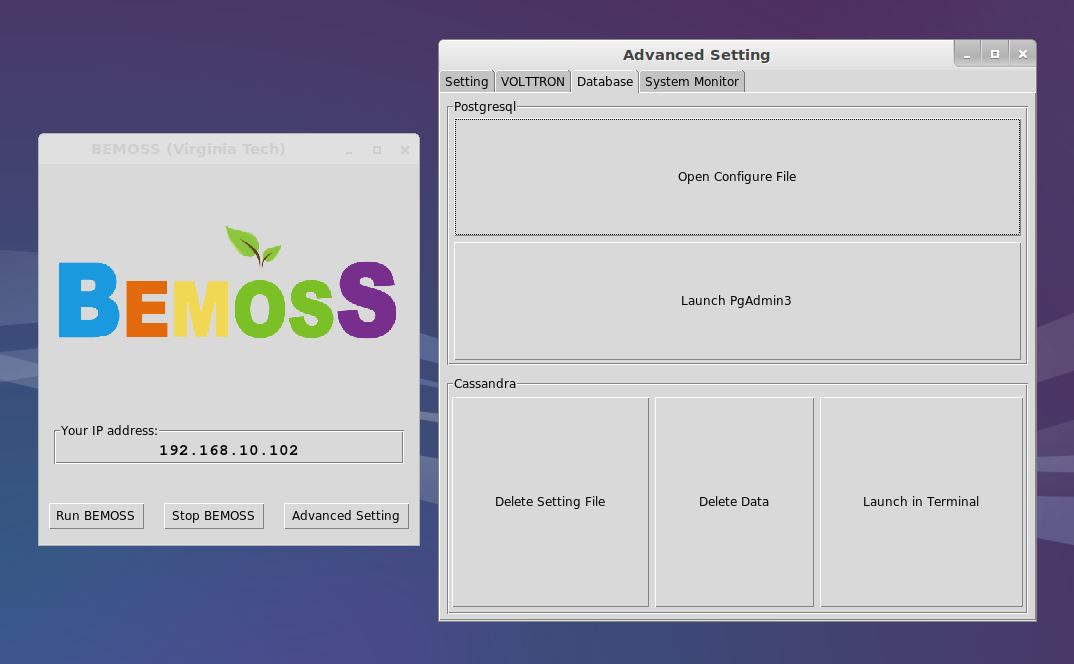 BEMOSS (Virginia Tech)
BEMOSS
Your IP address:
192.168.10.102
Run BEMOSS
Stop BEMOSS
Advanced Setting
Advanced Setting
Setting
VOLTTRON
Database
System Monitor
Postgresql
Open Configure File
Launch PgAdmin3
Cassandra
Delete Setting File
Delete Data
Launch in Terminal